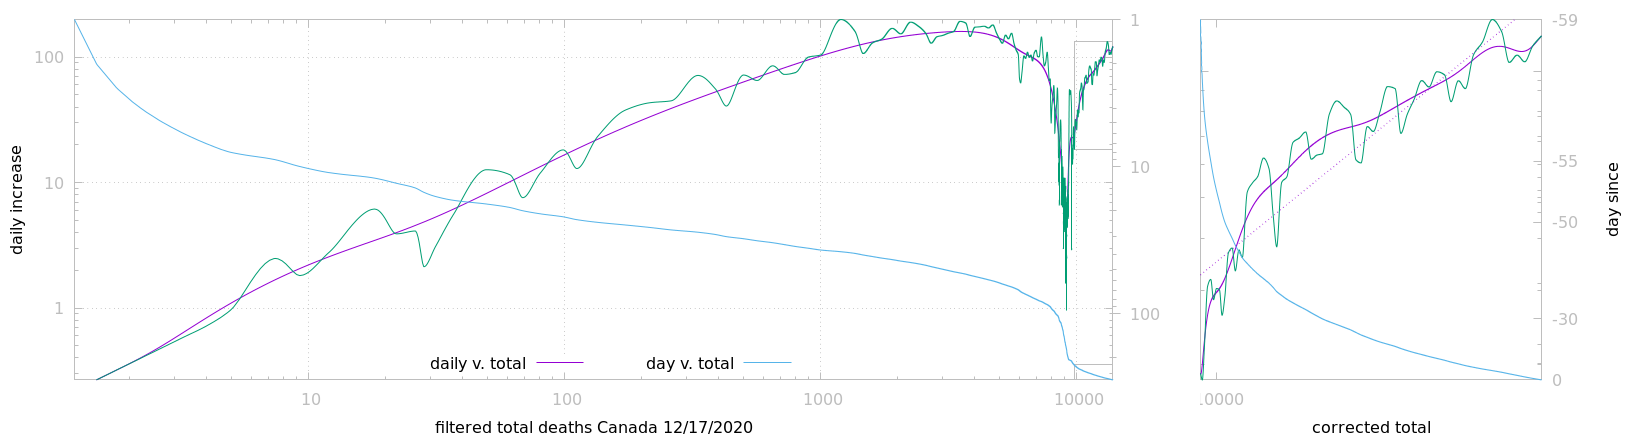 daily increase
100
10
1
daily v. total
day v. total
10
100
1000
10000
1
10
100
filtered total deaths Canada 12/17/2020
0000
corrected total
-59
-55
-50
-30
0
day since